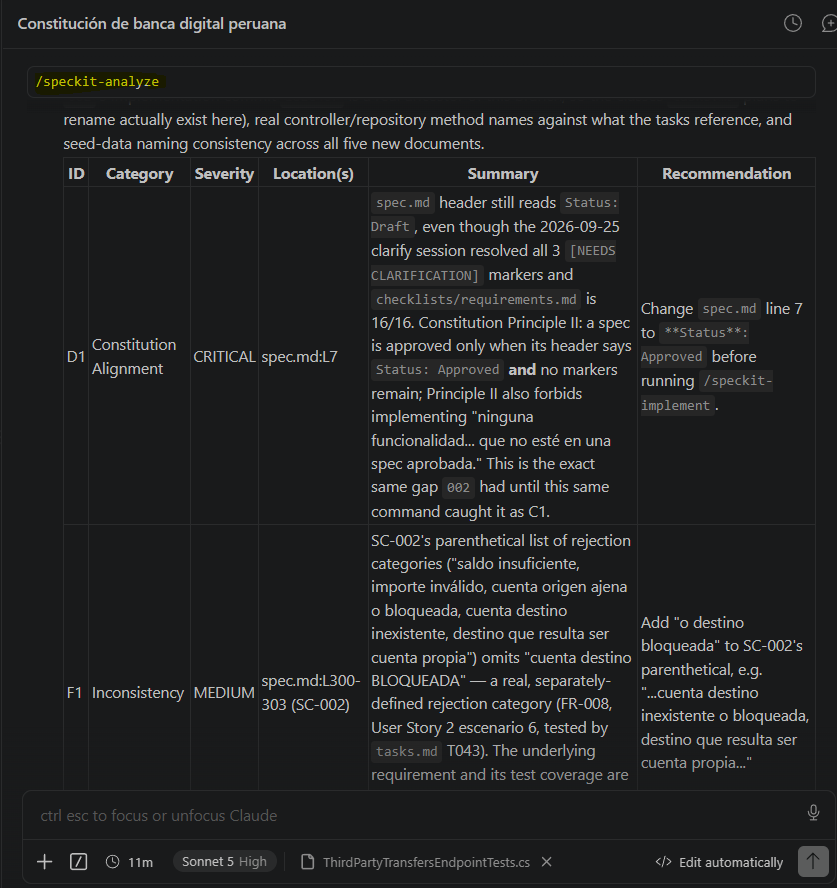 Constitución de banca digital peruana
/speckit-analyze
rename actually exist here), real controller/repository method names against what the tasks reference, and
seed-data naming consistency across all five new documents.
ID Category Severity Location(s) Summary Recommendation
D1
Constitution
Alignment
CRITICAL
spec.md:L7
spec.md header still reads Status:
Draft, even though the 2026-09-25
clarify session resolved all 3 [NEEDS
CLARIFICATION] markers and
checklists/requirements.md is
16/16. Constitution Principle II: a spec
is approved only when its header says
Status: Approved and no markers
remain; Principle II also forbids
implementing "ninguna
funcionalidad... que no esté en una
spec aprobada." This is the exact
same gap 002 had until this same
command caught it as C1.
Change spec.md line 7
to **Status**:
Approved before
running /speckit-
implement.
F1
Inconsistency
MEDIUM
spec.md:L300-
303 (SC-002)
SC-002's parenthetical list of rejection
categories ("saldo insuficiente,
importe inválido, cuenta origen ajena
o bloqueada, cuenta destino
inexistente, destino que resulta ser
cuenta propia") omits "cuenta destino
BLOQUEADA" — a real, separately-
defined rejection category (FR-008,
User Story 2 escenario 6, tested by
tasks.md T043). The underlying
requirement and its test coverage are
Add "o destino
bloqueada" to SC-002's
parenthetical, e.g.
"...cuenta destino
inexistente o bloqueada,
destino que resulta ser
cuenta propia..."
ctrl esc to focus or unfocus Claude
11m
Sonnet 5 High
ThirdPartyTransfersEndpointTests.cs
Edit automatically